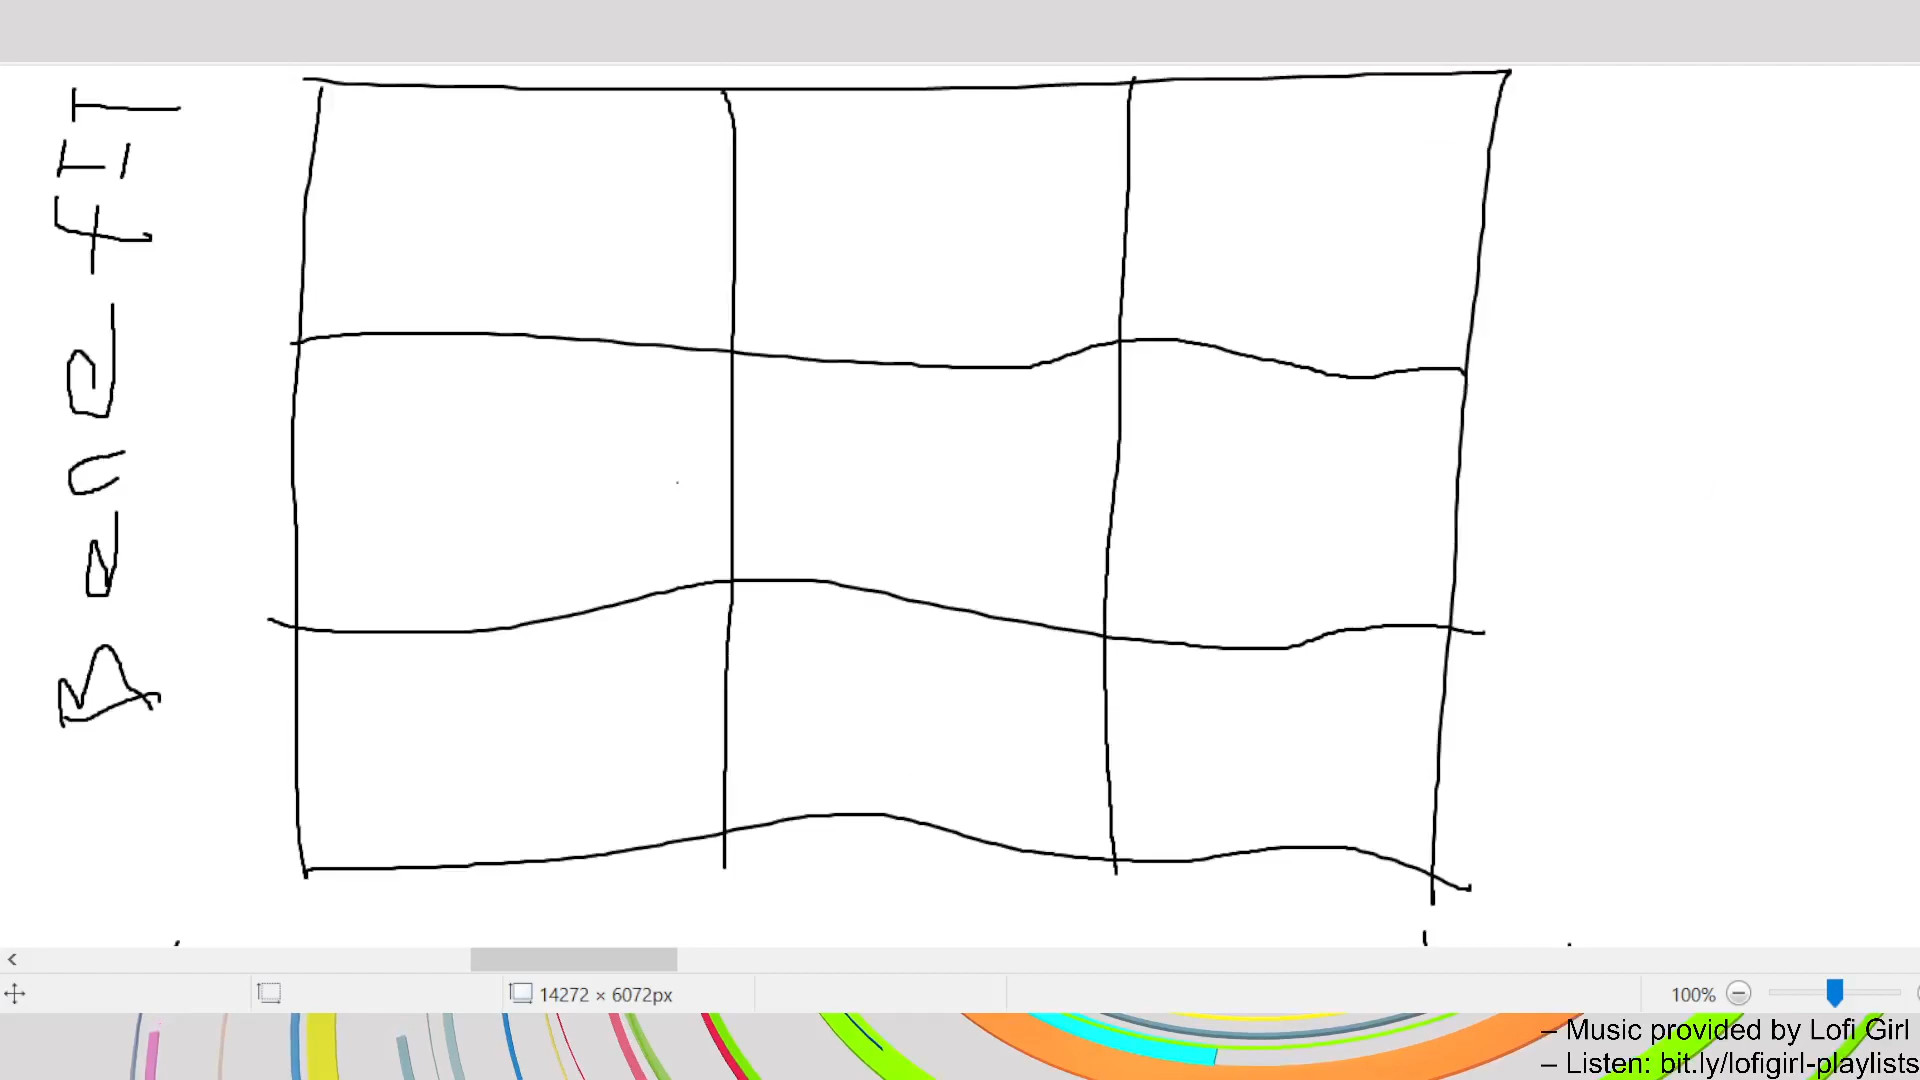 Benefit
14272 × 6072px
100%
– Music provided by Lofi Girl
– Listen: bit.ly/lofigirl-playlists